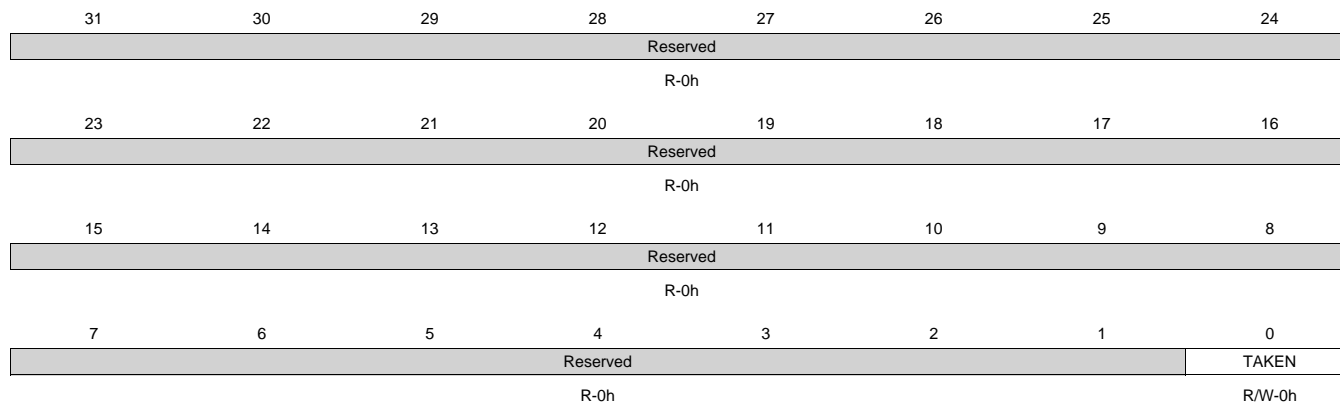 31 30 29 28 27 26 25 24
Reserved
R-0h
23 22 21 20 19 18 17 16
Reserved
R-0h
15 14 13 12 11 10 9 8
Reserved
R-0h
7 6 5 4 3 2 1 0
Reserved TAKEN
R-0h R/W-0h